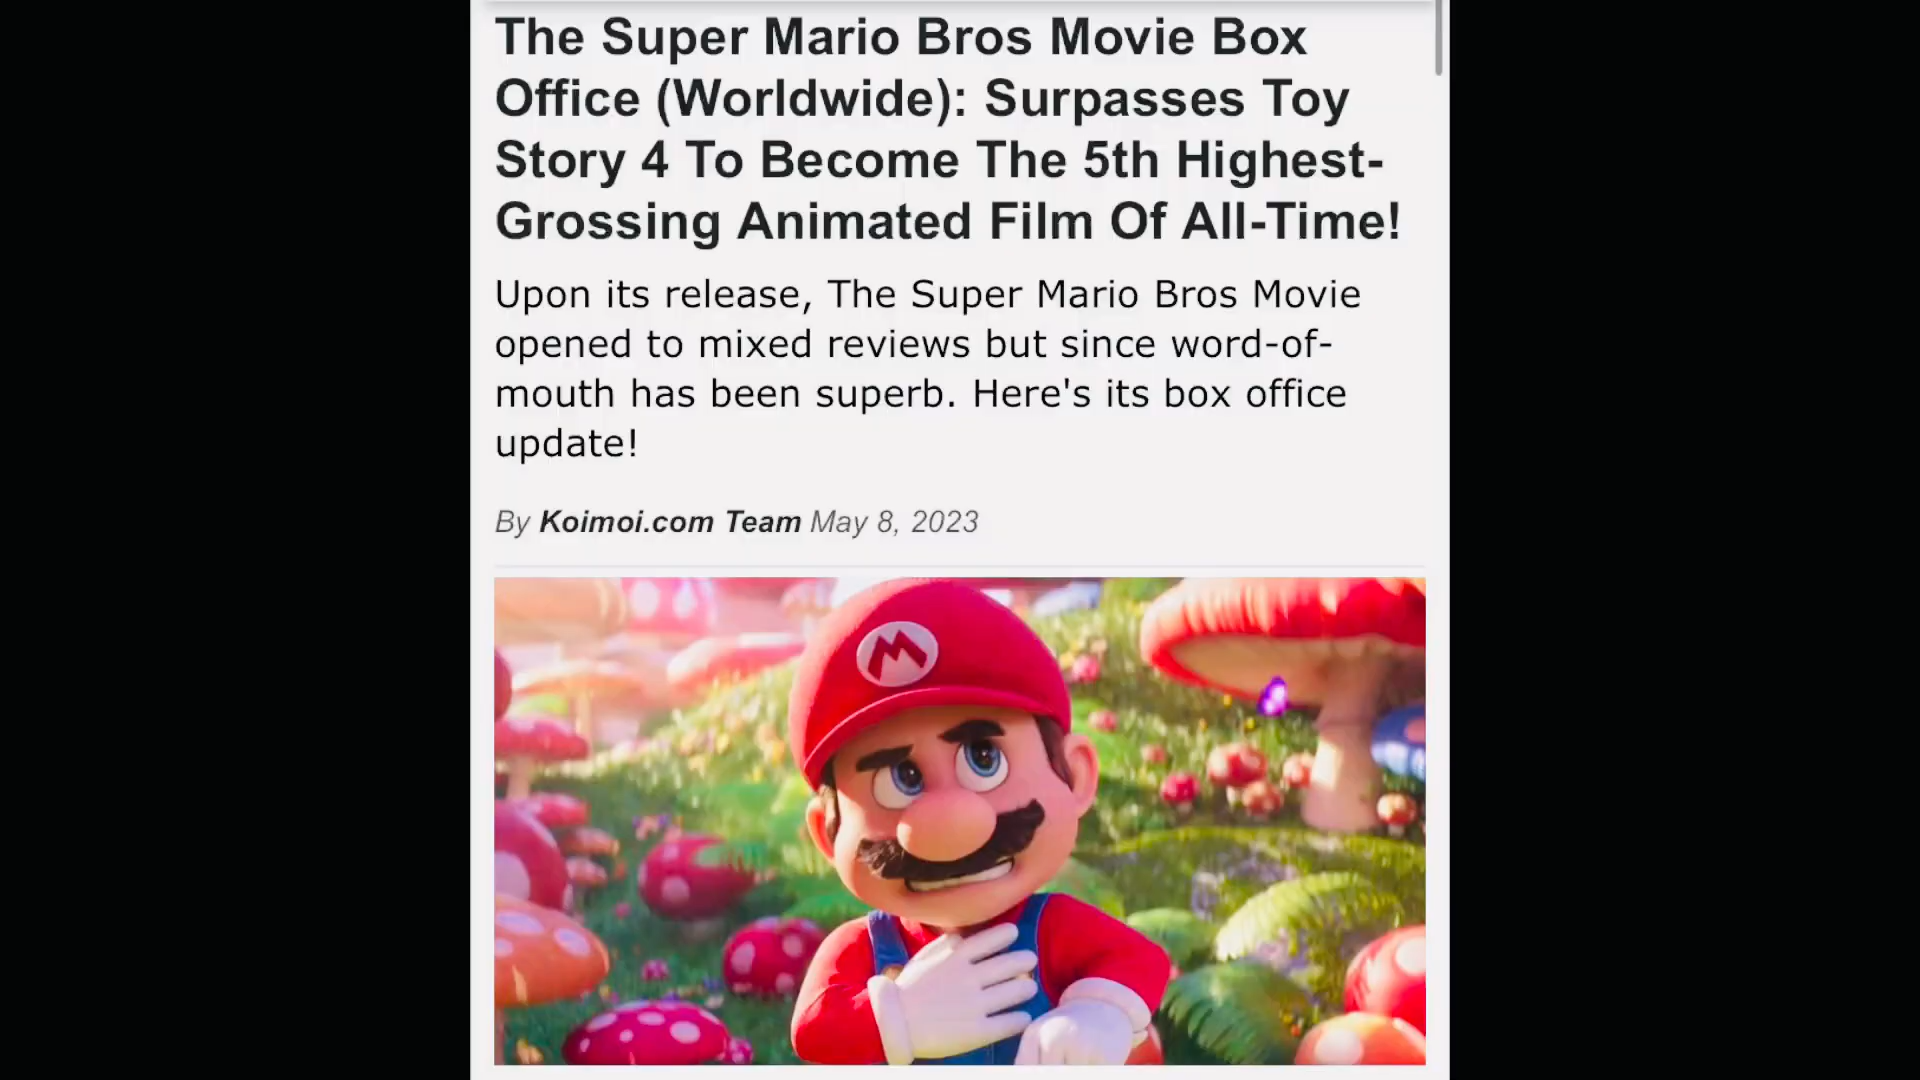 The Super Mario Bros Movie Box
Office (Worldwide): Surpasses Toy
Story 4 To Become The 5th Highest-
Grossing Animated Film Of All-Time!
Upon its release, The Super Mario Bros Movie
opened to mixed reviews but since word-of-
mouth has been superb. Here's its box office
update!
By Koimoi.com Team May 8, 2023
M